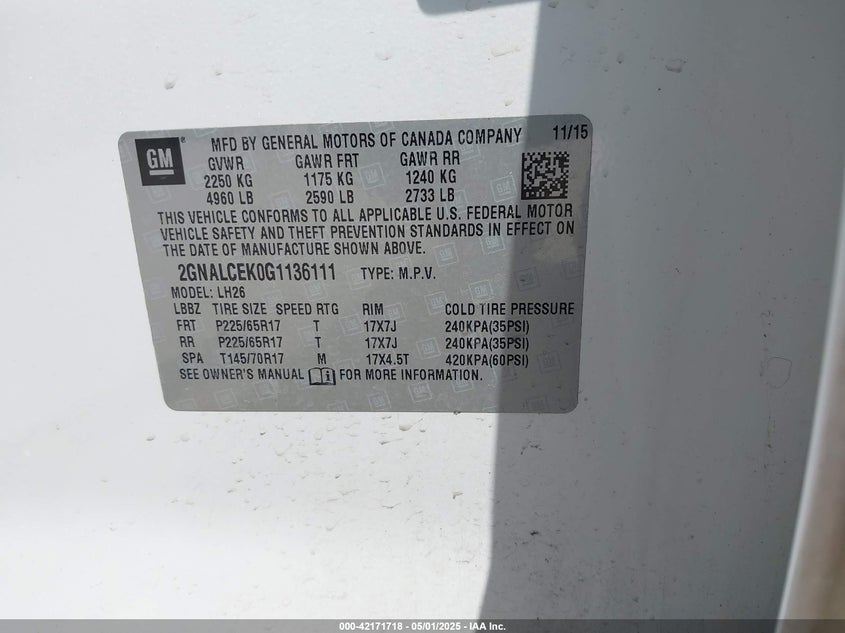 GM
MFD BY GENERAL MOTORS OF CANADA COMPANY 11/15
GVWR GAWR FRT GAWR RR
2250 KG 1175 KG 1240 KG
4960 LB 2590 LB 2733 LB
THIS VEHICLE CONFORMS TO ALL APPLICABLE U.S. FEDERAL MOTOR
VEHICLE SAFETY AND THEFT PREVENTION STANDARDS IN EFFECT ON
THE DATE OF MANUFACTURE SHOWN ABOVE.
2GNALCEK0G1136111 TYPE: M.P.V.
MODEL: LH26
LBBZ TIRE SIZE SPEED RTG RIM COLD TIRE PRESSURE
FRT P225/65R17 T 17X7J 240KPA(35PSI)
RR P225/65R17 T 17X7J 240KPA(35PSI)
SPA T145/70R17 M 17X4.5T 420KPA(60PSI)
SEE OWNER'S MANUAL FOR MORE INFORMATION.
000-42171718 - 05/01/2025 - IAA Inc.